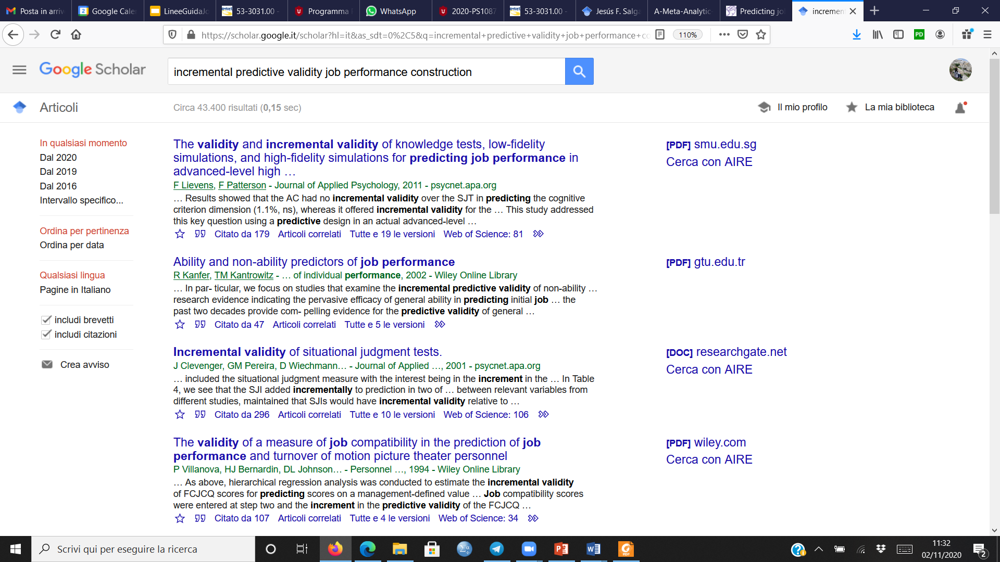 Posta in arriv
Google Caler
LineeGuidaJo
53-3031.00 -
Programma
WhatsApp
2020-PS1087
53-3031.00 -
Jesús F. Salga
A-Meta-Analytic-
Predicting jo
increment
https://scholar.google.it/scholar?hl=it&as_sdt=0%2C5&q=incremental+predictive+validity+job+performance+co
110%
Google Scholar
incremental predictive validity job performance construction
Articoli
Circa 43.400 risultati (0,15 sec)
Il mio profilo
La mia biblioteca
In qualsiasi momento
Dal 2020
Dal 2019
Dal 2016
Intervallo specifico...
Ordina per pertinenza
Ordina per data
Qualsiasi lingua
Pagine in Italiano
includi brevetti
includi citazioni
Crea avviso
The validity and incremental validity of knowledge tests, low-fidelity
simulations, and high-fidelity simulations for predicting job performance in
advanced-level high …
F Lievens, F Patterson - Journal of Applied Psychology, 2011 - psycnet.apa.org
… Results showed that the AC had no incremental validity over the SJT in predicting the cognitive
criterion dimension (1.1%, ns), whereas it offered incremental validity for the … This study addressed
this key question using a predictive design in an actual advanced-level …
Citato da 179 Articoli correlati Tutte e 19 le versioni Web of Science: 81
[PDF] smu.edu.sg
Cerca con AIRE
Ability and non-ability predictors of job performance
R Kanfer, TM Kantrowitz - … of individual performance, 2002 - Wiley Online Library
… In par- ticular, we focus on studies that examine the incremental predictive validity of non-ability …
research evidence indicating the pervasive efficacy of general ability in predicting initial job … the
past two decades provide com- pelling evidence for the predictive validity of general …
Citato da 47 Articoli correlati Tutte e 5 le versioni
[PDF] gtu.edu.tr
Incremental validity of situational judgment tests.
J Clevenger, GM Pereira, D Wiechmann… - Journal of Applied …, 2001 - psycnet.apa.org
… included the situational judgment measure with the interest being in the increment in the … In Table
4, we see that the SJI added incrementally to prediction in two of … between relevant variables from
different studies, maintained that SJIs would have incremental validity relative to …
Citato da 296 Articoli correlati Tutte e 10 le versioni Web of Science: 106
[DOC] researchgate.net
Cerca con AIRE
The validity of a measure of job compatibility in the prediction of job
performance and turnover of motion picture theater personnel
P Villanova, HJ Bernardin, DL Johnson… - Personnel …, 1994 - Wiley Online Library
… As above, hierarchical regression analysis was conducted to estimate the incremental validity
of FCJCQ scores for predicting scores on a management-defined value … Job compatibility scores
were entered at step two and the increment in the predictive validity of the FCJCQ …
Citato da 107 Articoli correlati Tutte e 4 le versioni Web of Science: 34
[PDF] wiley.com
Cerca con AIRE
Scrivi qui per eseguire la ricerca
11:32
02/11/2020
2